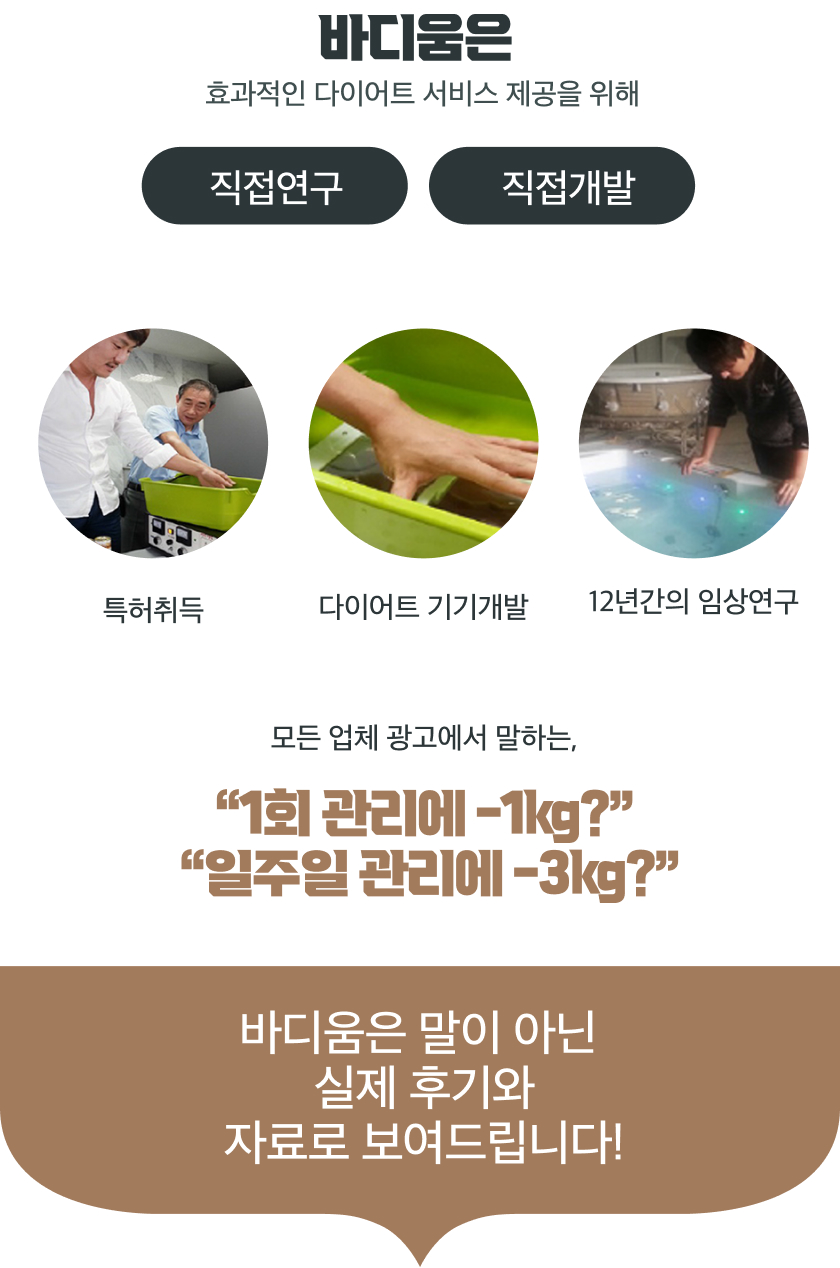 바디움은
효과적인 다이어트 서비스 제공을 위해
직접연구
직접개발
특허취득
다이어트 기기개발
12년간의 임상연구
모든 업체 광고에서 말하는,
“1회 관리에 -1kg?”
“일주일 관리에 -3kg?”
바디움은 말이 아닌
실제 후기와
자료로 보여드립니다!